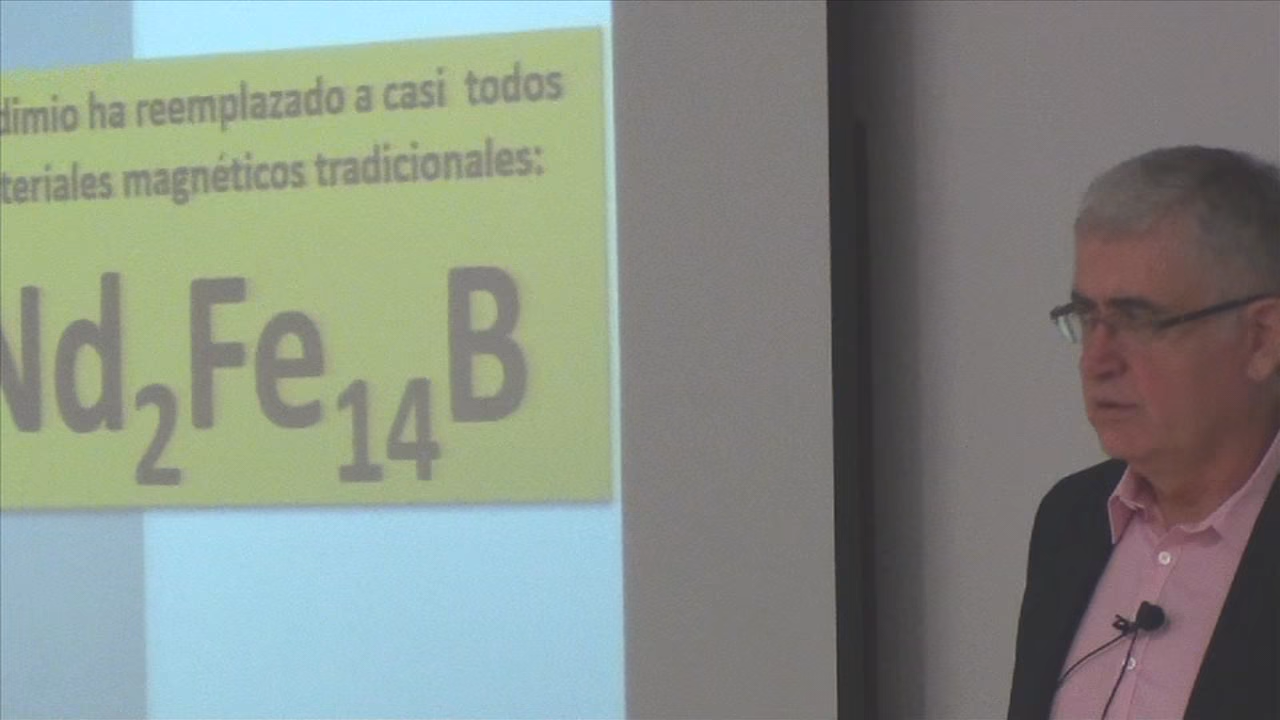 dimio ha reemplazado a casi todos
teriales magnéticos tradicionales:
Nd2Fe14B